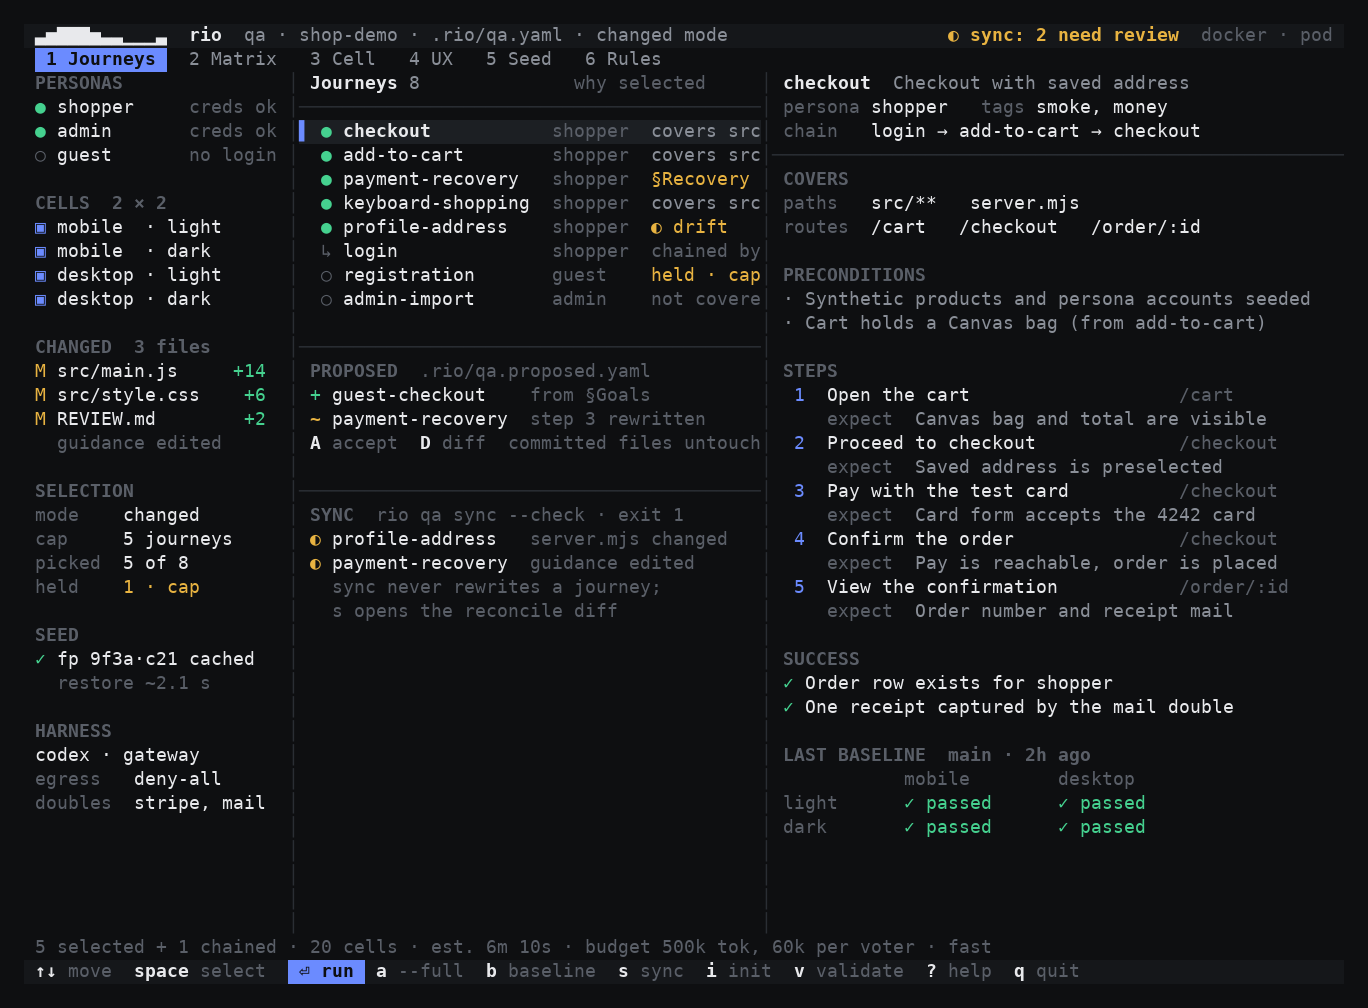 rio qa · shop-demo · .rio/qa.yaml · changed mode ◐ sync: 2 need review docker · pod
1 Journeys 2 Matrix 3 Cell 4 UX 5 Seed 6 Rules
PERSONAS
● shopper creds ok
● admin creds ok
○ guest no login
CELLS 2 × 2
▣ mobile · light
▣ mobile · dark
▣ desktop · light
▣ desktop · dark
CHANGED 3 files
M src/main.js +14
M src/style.css +6
M REVIEW.md +2
guidance edited
SELECTION
mode changed
cap 5 journeys
picked 5 of 8
held 1 · cap
SEED
✓ fp 9f3a·c21 cached
restore ~2.1 s
HARNESS
codex · gateway
egress deny-all
doubles stripe, mail
Journeys 8 why selected
● checkout shopper covers src
● add-to-cart shopper covers src
● payment-recovery shopper §Recovery
● keyboard-shopping shopper covers src
● profile-address shopper ◐ drift
↳ login shopper chained by
○ registration guest held · cap
○ admin-import admin not covere
PROPOSED .rio/qa.proposed.yaml
+ guest-checkout from §Goals
~ payment-recovery step 3 rewritten
A accept D diff committed files untouch
SYNC rio qa sync --check · exit 1
◐ profile-address server.mjs changed
◐ payment-recovery guidance edited
sync never rewrites a journey;
s opens the reconcile diff
checkout Checkout with saved address
persona shopper tags smoke, money
chain login → add-to-cart → checkout
COVERS
paths src/** server.mjs
routes /cart /checkout /order/:id
PRECONDITIONS
· Synthetic products and persona accounts seeded
· Cart holds a Canvas bag (from add-to-cart)
STEPS
1 Open the cart /cart
expect Canvas bag and total are visible
2 Proceed to checkout /checkout
expect Saved address is preselected
3 Pay with the test card /checkout
expect Card form accepts the 4242 card
4 Confirm the order /checkout
expect Pay is reachable, order is placed
5 View the confirmation /order/:id
expect Order number and receipt mail
SUCCESS
✓ Order row exists for shopper
✓ One receipt captured by the mail double
LAST BASELINE main · 2h ago
mobile desktop
light ✓ passed ✓ passed
dark ✓ passed ✓ passed
5 selected + 1 chained · 20 cells · est. 6m 10s · budget 500k tok, 60k per voter · fast
↑↓ move space select ⏎ run a --full b baseline s sync i init v validate ? help q quit